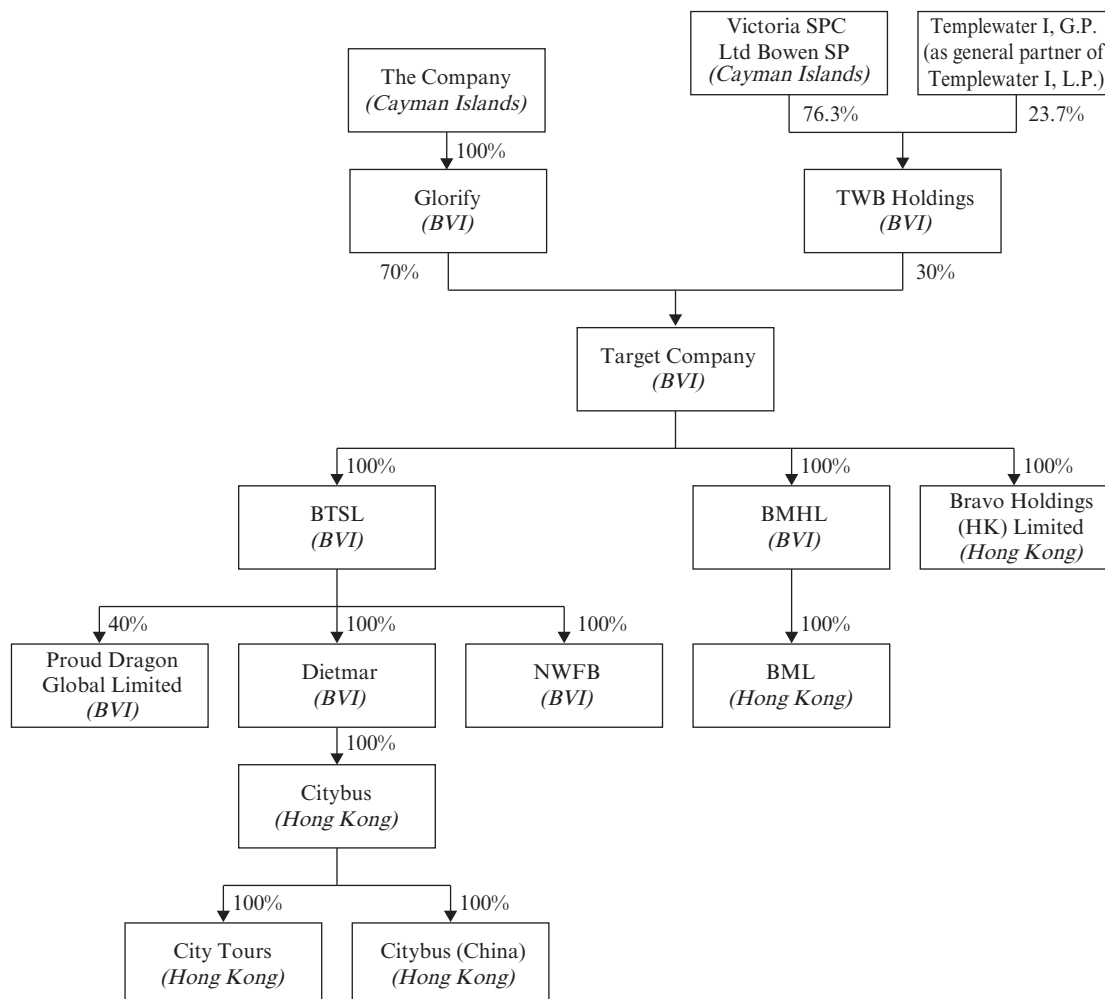 The Company
(Cayman Islands)
Victoria SPC
Ltd Bowen SP
(Cayman Islands)
Templewater I, G.P.
(as general partner of
Templewater I, L.P.)
100%
76.3%
23.7%
Glorify
(BVI)
TWB Holdings
(BVI)
70%
30%
Target Company
(BVI)
100%
100%
100%
BTSL
(BVI)
BMHL
(BVI)
Bravo Holdings
(HK) Limited
(Hong Kong)
40%
100%
100%
100%
Proud Dragon
Global Limited
(BVI)
Dietmar
(BVI)
NWFB
(BVI)
BML
(Hong Kong)
100%
Citybus
(Hong Kong)
100%
100%
City Tours
(Hong Kong)
Citybus (China)
(Hong Kong)